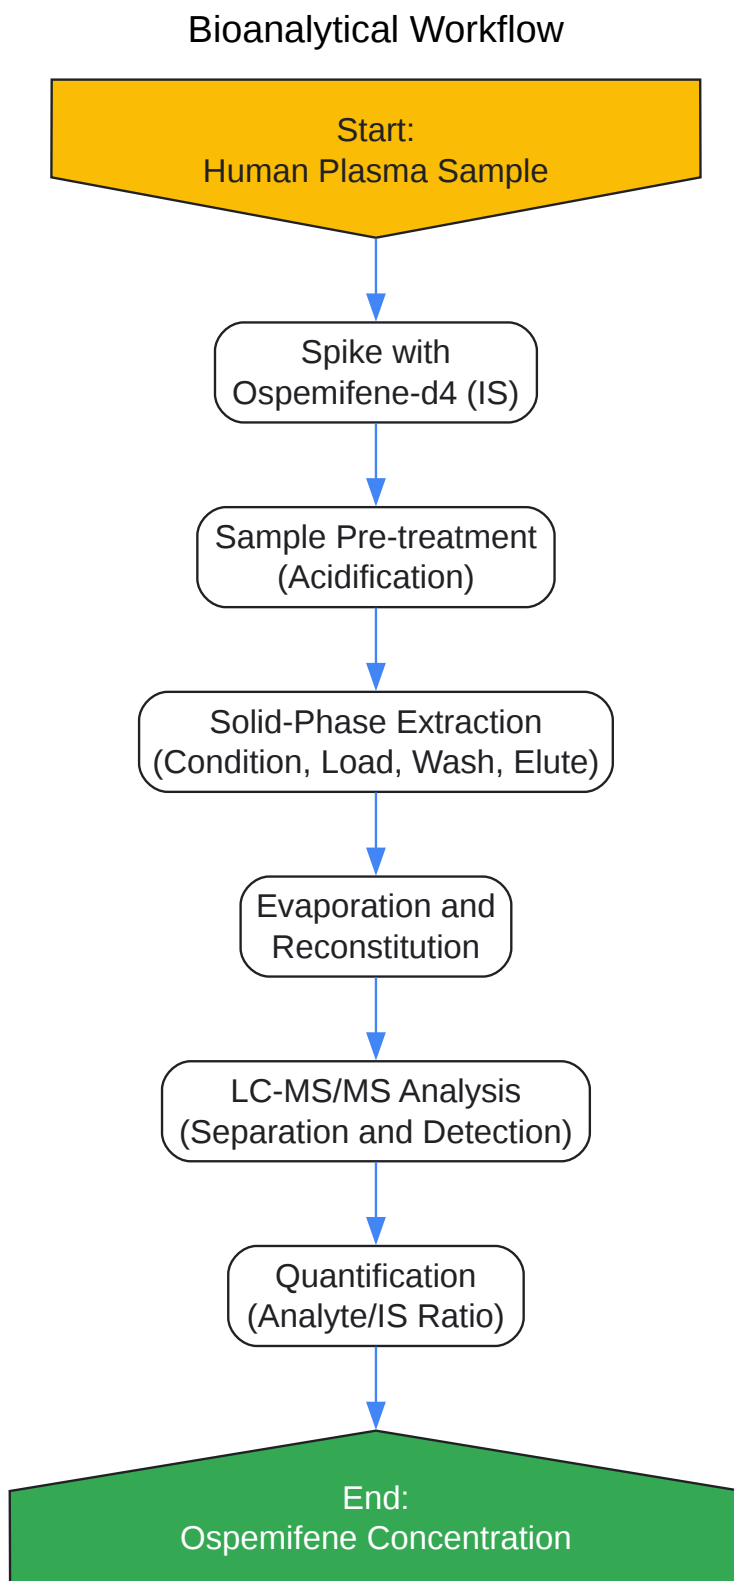 Bioanalytical Workflow
Start:
Human Plasma Sample
Spike with
Ospemifene-d4 (IS)
Sample Pre-treatment
(Acidification)
Solid-Phase Extraction
(Condition, Load, Wash, Elute)
Evaporation and
Reconstitution
LC-MS/MS Analysis
(Separation and Detection)
Quantification
(Analyte/IS Ratio)
End:
Ospemifene Concentration